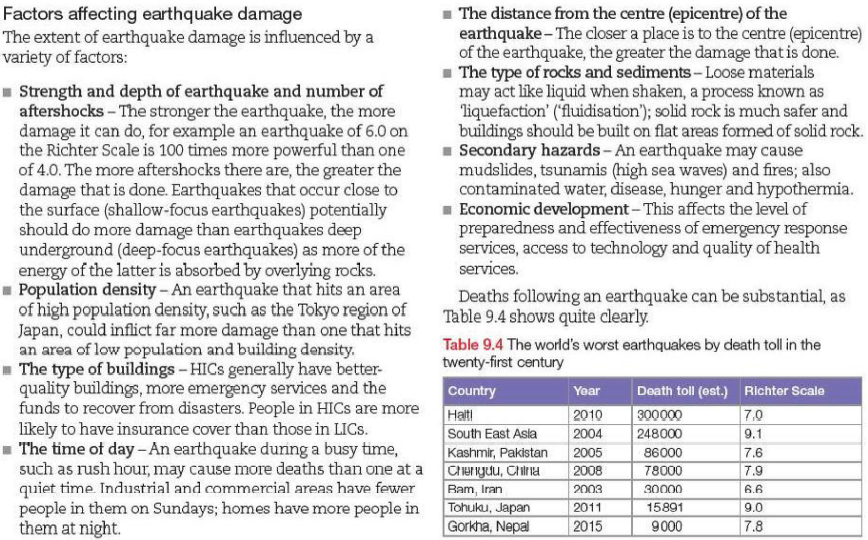 Factors affecting earthquake damage
The extent of earthquake damage is influenced by a
variety of factors:
■ Strength and depth of earthquake and number of
aftershocks – The stronger the earthquake, the more
damage it can do, for example an earthquake of 6.0 on
the Richter Scale is 100 times more powerful than one
of 4.0. The more aftershocks there are, the greater the
damage that is done. Earthquakes that occur close to
the surface (shallow-focus earthquakes) potentially
should do more damage than earthquakes deep
underground (deep-focus earthquakes) as more of the
energy of the latter is absorbed by overlying rocks.
■ Population density – An earthquake that hits an area
of high population density, such as the Tokyo region of
Japan, could inflict far more damage than one that hits
an area of low population and building density.
■ The type of buildings – HICs generally have better-
quality buildings, more emergency services and the
funds to recover from disasters. People in HICs are more
likely to have insurance cover than those in LICs.
■ The time of day – An earthquake during a busy time,
such as rush hour, may cause more deaths than one at a
quiet time. Industrial and commercial areas have fewer
people in them on Sundays; homes have more people in
them at night.
■ The distance from the centre (epicentre) of the
earthquake – The closer a place is to the centre (epicentre)
of the earthquake, the greater the damage that is done.
■ The type of rocks and sediments – Loose materials
may act like liquid when shaken, a process known as
'liquefaction' ('fluidisation'); solid rock is much safer and
buildings should be built on flat areas formed of solid rock.
■ Secondary hazards – An earthquake may cause
mudslides, tsunamis (high sea waves) and fires; also
contaminated water, disease, hunger and hypothermia.
■ Economic development – This affects the level of
preparedness and effectiveness of emergency response
services, access to technology and quality of health
services.
Deaths following an earthquake can be substantial, as
Table 9.4 shows quite clearly.
Table 9.4 The world's worst earthquakes by death toll in the
twenty-first century
Country Year Death toll (est.) Richter Scale
Haiti 2010 300000 7.0
South East Asia 2004 248000 9.1
Kashmir, Pakistan 2005 86000 7.6
Chengdu, China 2008 78000 7.9
Bam, Iran 2003 30000 6.6
Tohuku, Japan 2011 15891 9.0
Gorkha, Nepal 2015 9000 7.8